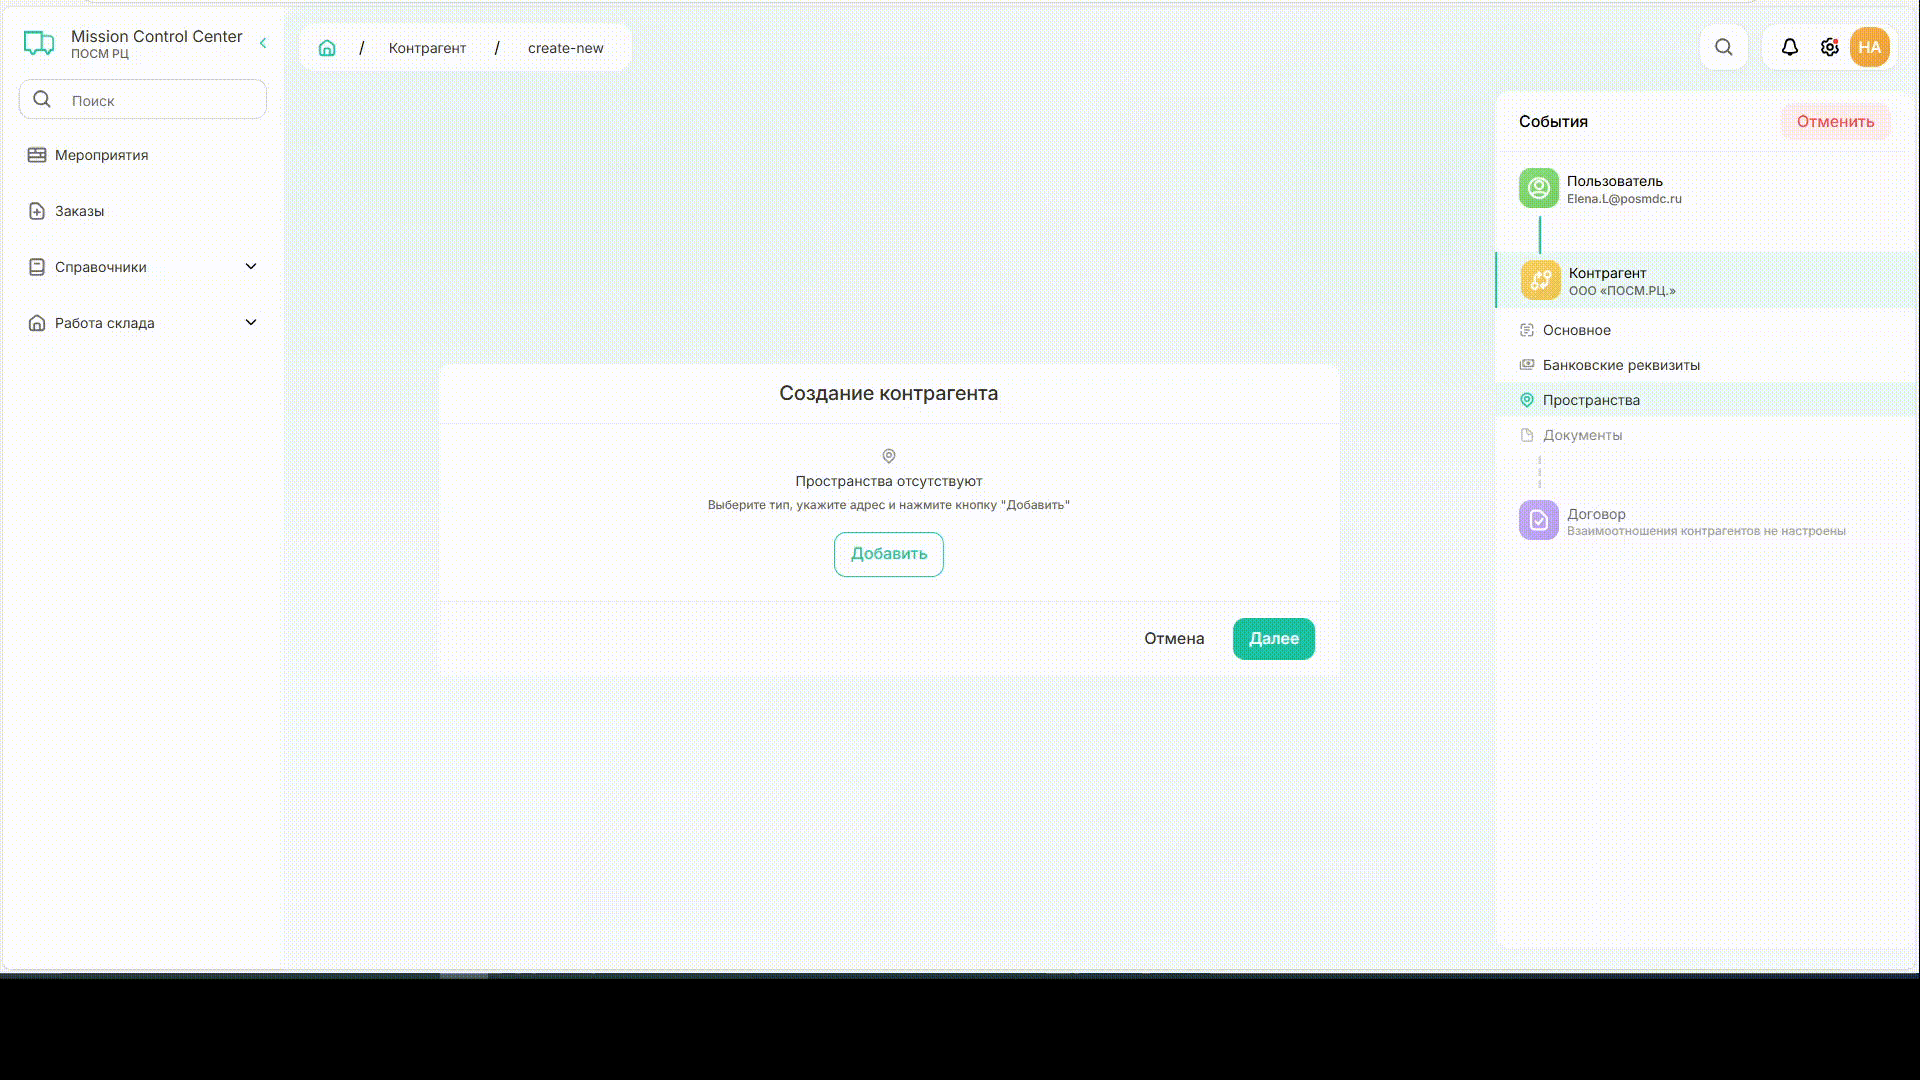 Mission Control Center
ПОСМ РЦ
Поиск
Мероприятия
Заказы
Справочники
Работа склада
/ Контрагент / create-new
НА
Создание контрагента
Пространства отсутствуют
Выберите тип, укажите адрес и нажмите кнопку "Добавить"
Добавить
Отмена
Далее
События
Отменить
Пользователь
Elena.L@posmdc.ru
Контрагент
ООО «ПОСМ.РЦ.»
Основное
Банковские реквизиты
Пространства
Документы
Договор
Взаимоотношения контрагентов не настроены